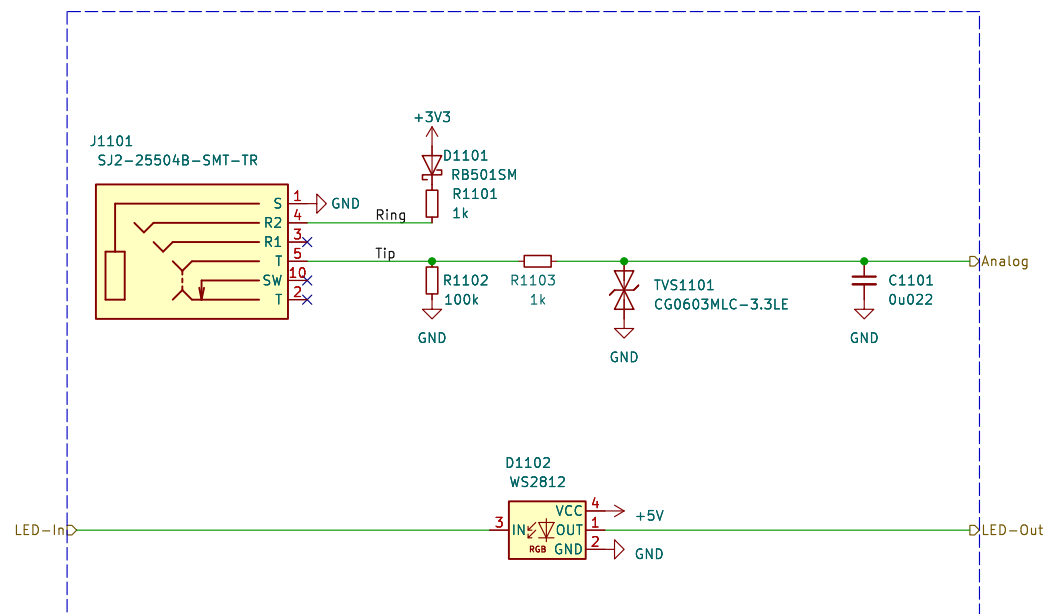 +3V3
J1101
SJ2-25504B-SMT-TR
D1101
RB501SM
R1101
1k
S
1
GND
R2
4
Ring
R1
3
T
5
Tip
SW
10
T
2
R1102
100k
GND
R1103
1k
TVS1101
CG0603MLC-3.3LE
GND
C1101
0u022
GND
Analog
D1102
WS2812
LED-In
3
IN
RGB
VCC
4
+5V
OUT
1
GND
2
GND
LED-Out